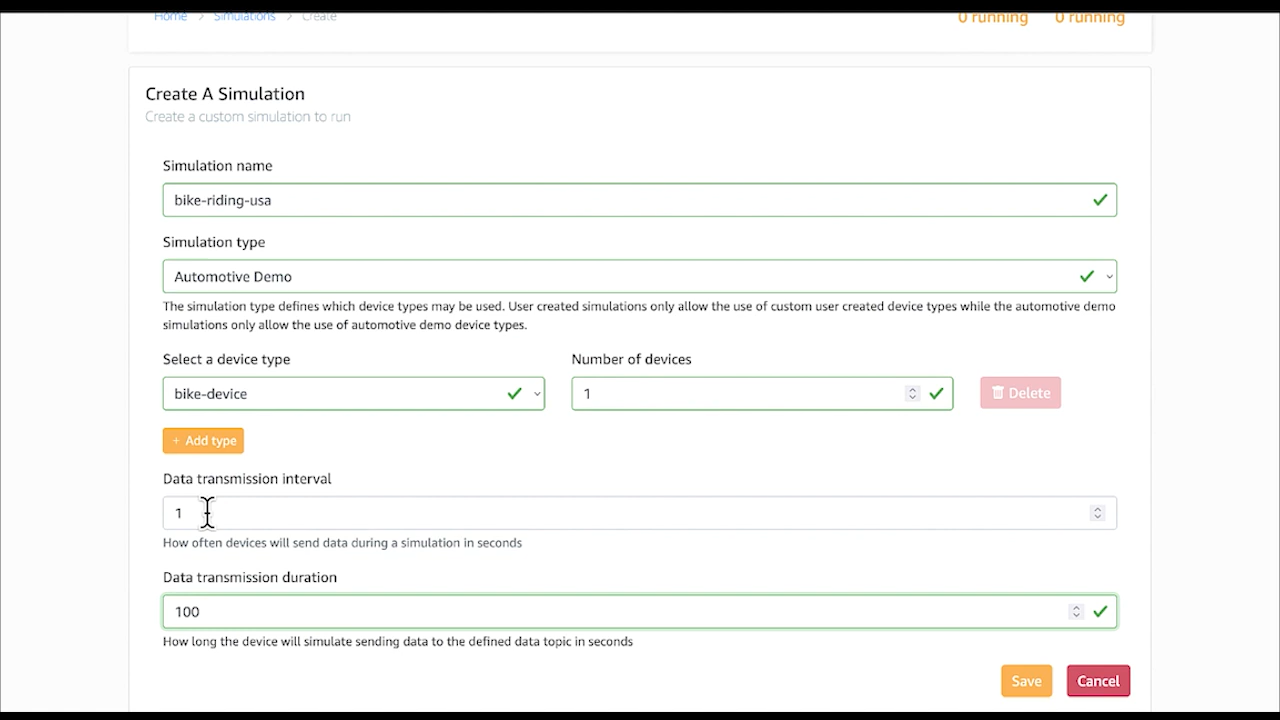 Home > Simulations > Create
0 running 0 running
Create A Simulation
Create a custom simulation to run
Simulation name
bike-riding-usa
Simulation type
Automotive Demo
The simulation type defines which device types may be used. User created simulations only allow the use of custom user created device types while the automotive demo
simulations only allow the use of automotive demo device types.
Select a device type Number of devices
bike-device 1 Delete
+ Add type
Data transmission interval
1
How often devices will send data during a simulation in seconds
Data transmission duration
100
How long the device will simulate sending data to the defined data topic in seconds
Save Cancel